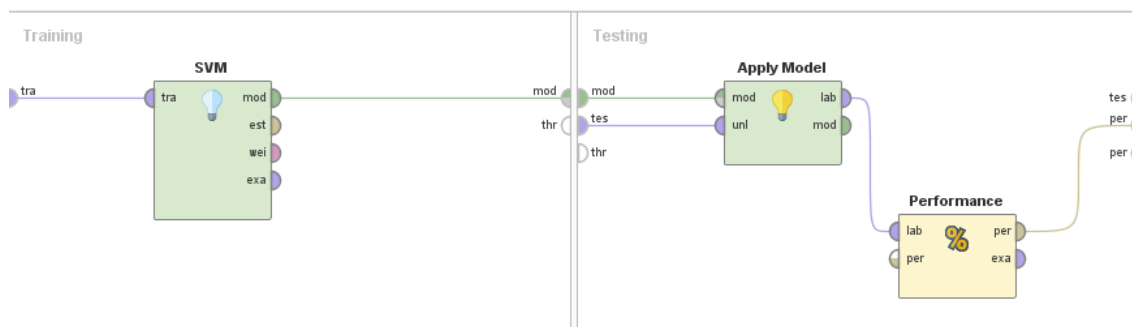 Training
Testing
SVM
Apply Model
tra
tra
mod
mod
mod
mod
lab
tes
est
thr
tes
unl
mod
per
wei
thr
per
exa
Performance
lab
per
per
exa